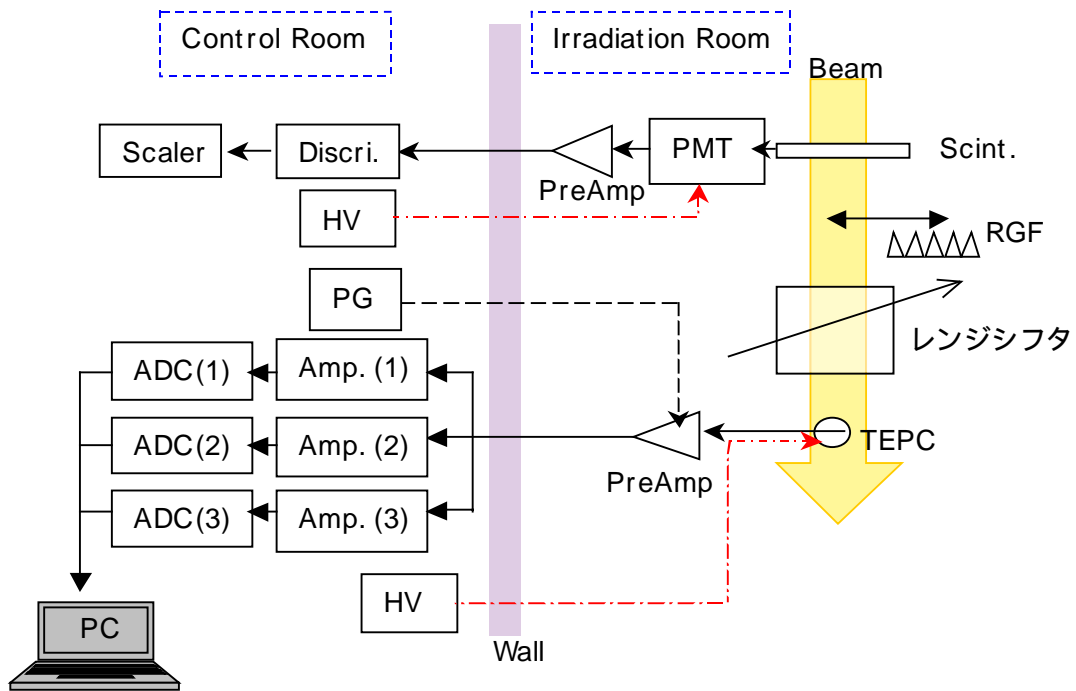 Control Room
Irradiation Room
Beam
Scaler
Discri.
PMT
Scint.
PreAmp
HV
RGF
PG
レンジシフタ
ADC(1)
Amp. (1)
ADC(2)
Amp. (2)
TEPC
PreAmp
ADC(3)
Amp. (3)
HV
PC
Wall